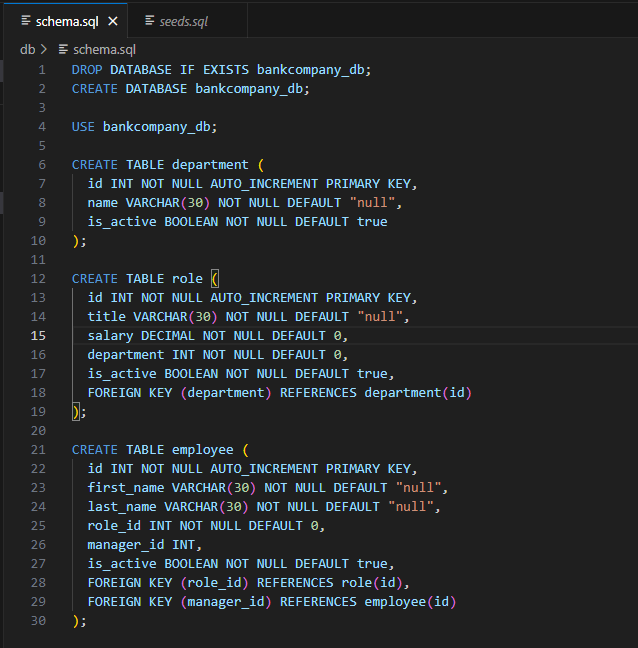 schema.sql
seeds.sql
db > schema.sql
1 DROP DATABASE IF EXISTS bankcompany_db;
2 CREATE DATABASE bankcompany_db;
3
4 USE bankcompany_db;
5
6 CREATE TABLE department (
7 id INT NOT NULL AUTO_INCREMENT PRIMARY KEY,
8 name VARCHAR(30) NOT NULL DEFAULT "null",
9 is_active BOOLEAN NOT NULL DEFAULT true
10 );
11
12 CREATE TABLE role (
13 id INT NOT NULL AUTO_INCREMENT PRIMARY KEY,
14 title VARCHAR(30) NOT NULL DEFAULT "null",
15 salary DECIMAL NOT NULL DEFAULT 0,
16 department INT NOT NULL DEFAULT 0,
17 is_active BOOLEAN NOT NULL DEFAULT true,
18 FOREIGN KEY (department) REFERENCES department(id)
19 );
20
21 CREATE TABLE employee (
22 id INT NOT NULL AUTO_INCREMENT PRIMARY KEY,
23 first_name VARCHAR(30) NOT NULL DEFAULT "null",
24 last_name VARCHAR(30) NOT NULL DEFAULT "null",
25 role_id INT NOT NULL DEFAULT 0,
26 manager_id INT,
27 is_active BOOLEAN NOT NULL DEFAULT true,
28 FOREIGN KEY (role_id) REFERENCES role(id),
29 FOREIGN KEY (manager_id) REFERENCES employee(id)
30 );